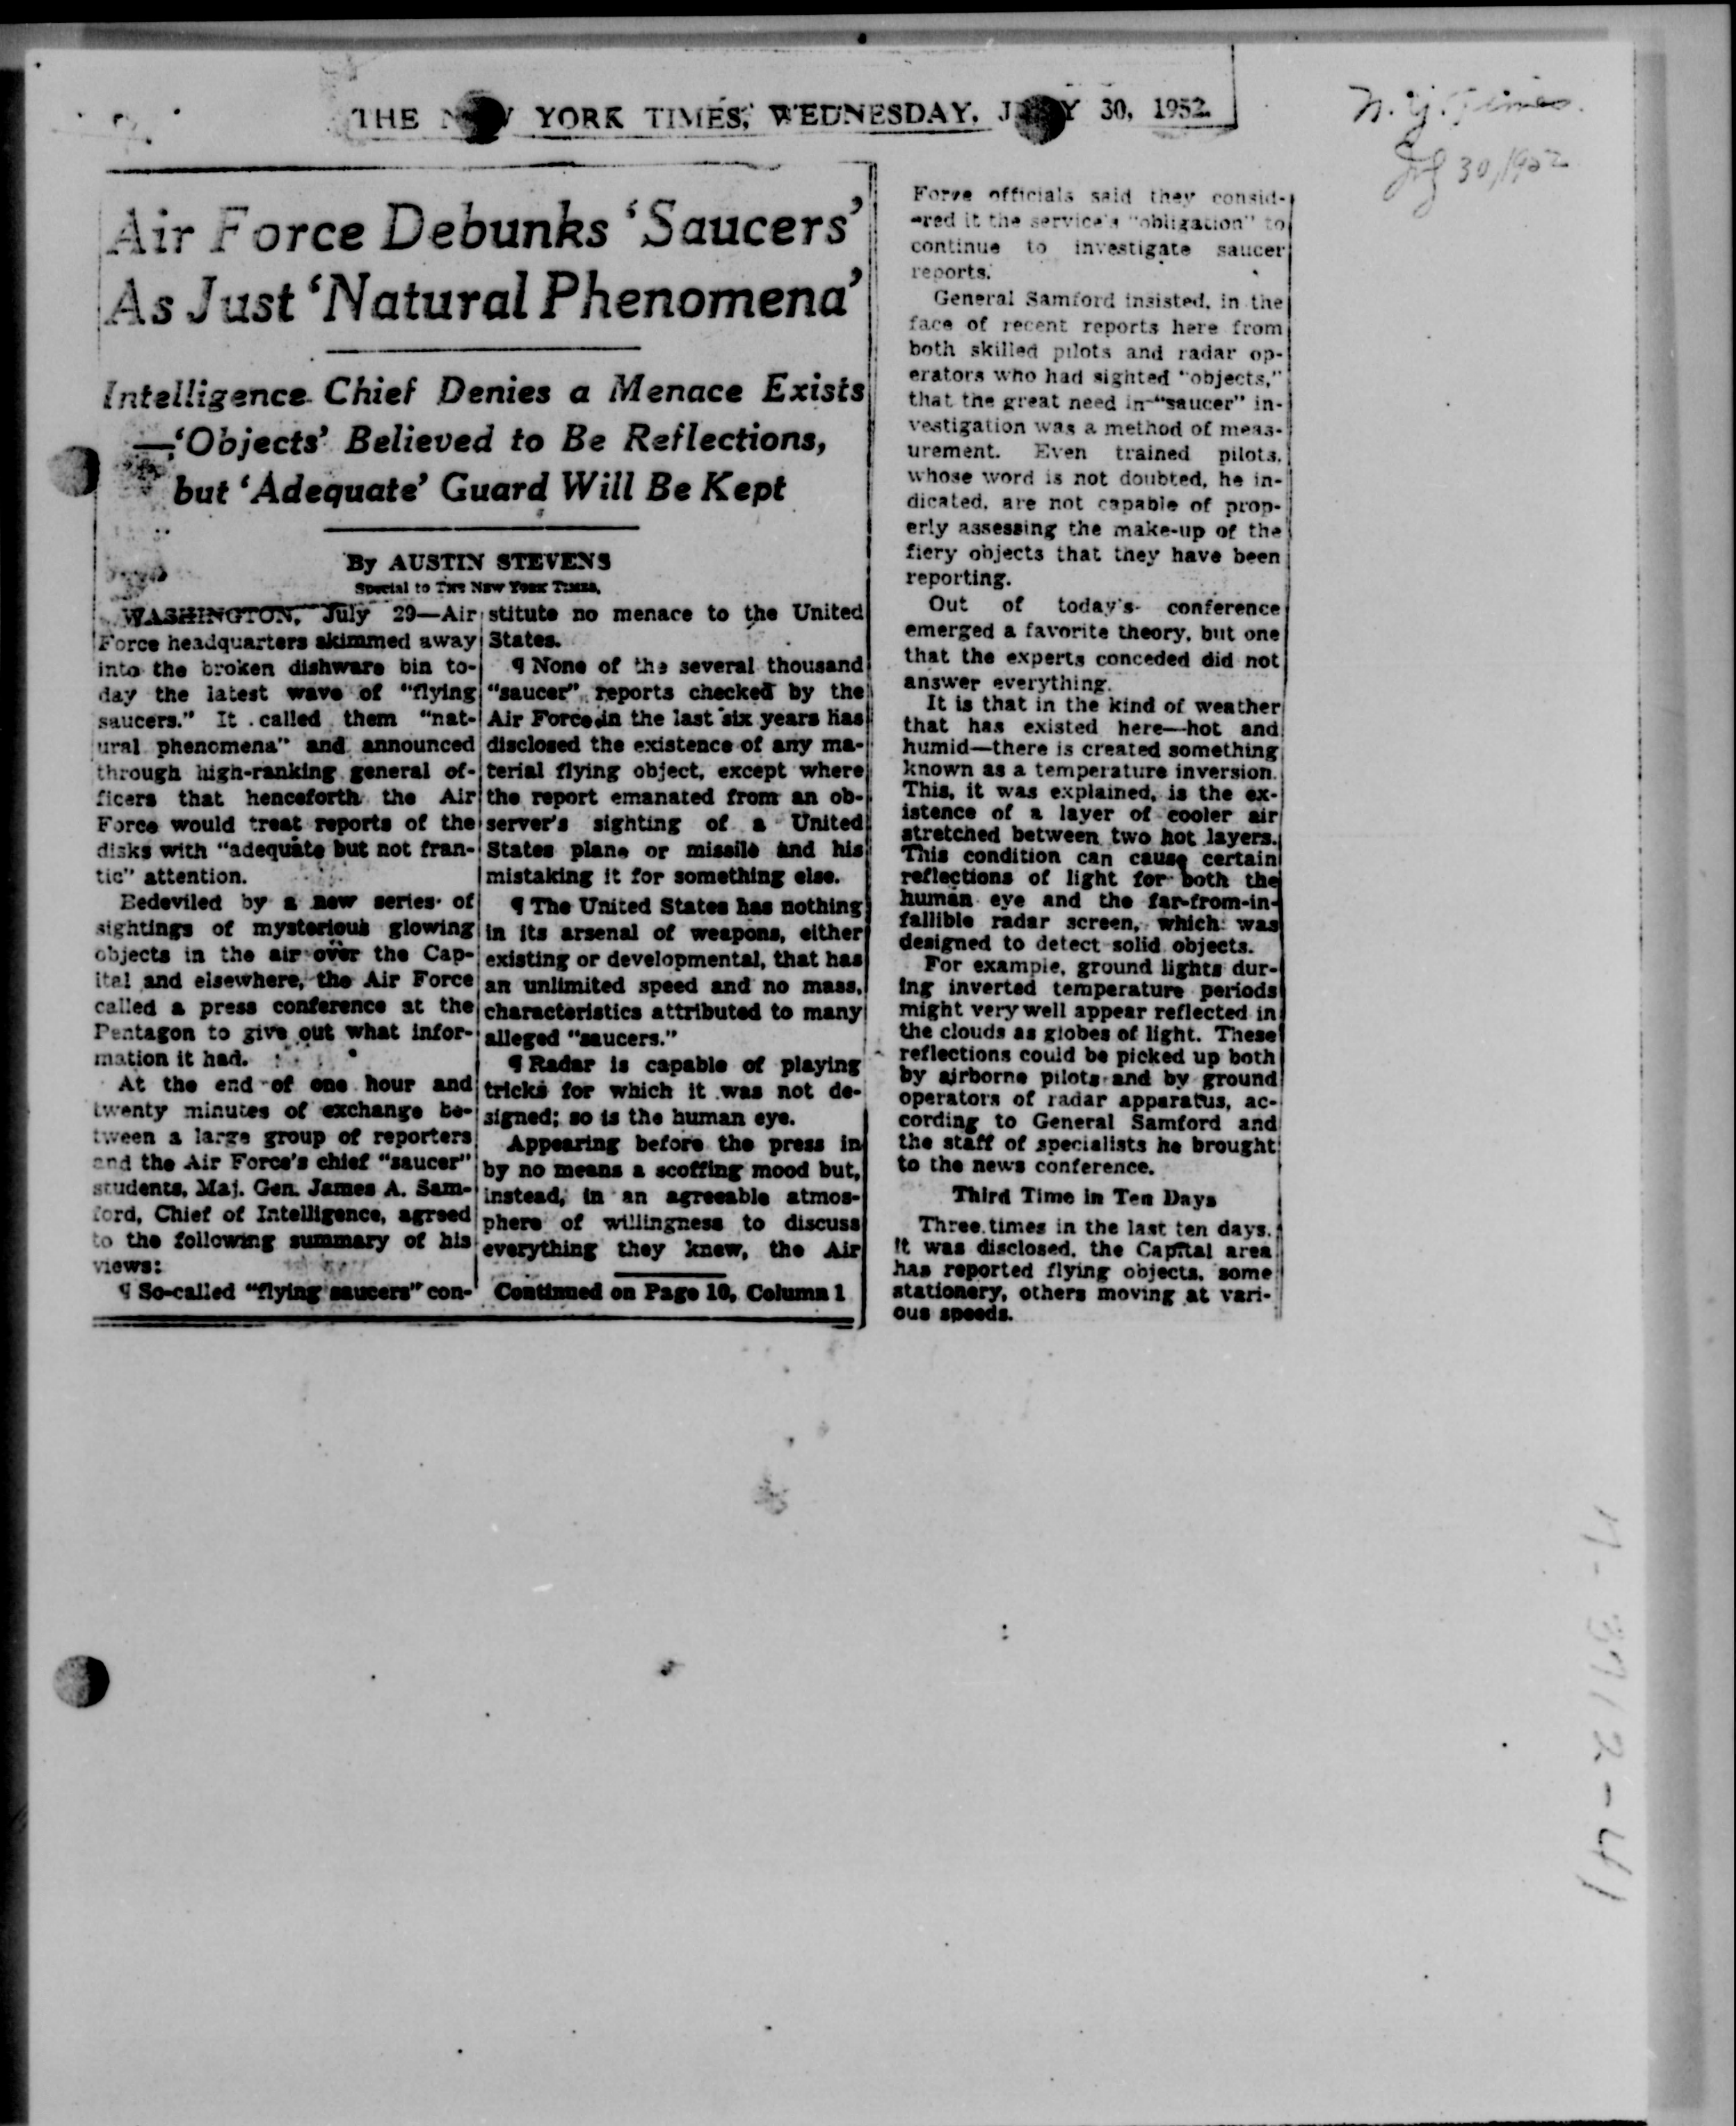 THE NEW YORK TIMES, WEDNESDAY, JULY 30, 1952.
N.Y. Times
30, 1952
Air Force Debunks ‘Saucers’
As Just ‘Natural Phenomena’
Intelligence Chief Denies a Menace Exists
—‘Objects’ Believed to Be Reflections,
but ‘Adequate’ Guard Will Be Kept
By AUSTIN STEVENS
Special to THE NEW YORK TIMES.
WASHINGTON, July 29—Air
Force headquarters skimmed away
into the broken dishware bin to-
day the latest wave of “flying
saucers.” It called them “nat-
ural phenomena” and announced
through high-ranking general of-
ficers that henceforth the Air
Force would treat reports of the
disks with “adequate but not fran-
tic” attention.
Bedeviled by a new series of
sightings of mysterious glowing
objects in the air over the Cap-
ital and elsewhere, the Air Force
called a press conference at the
Pentagon to give out what infor-
mation it had.
At the end of one hour and
twenty minutes of exchange be-
tween a large group of reporters
and the Air Force’s chief “saucer”
students, Maj. Gen. James A. Sam-
ford, Chief of Intelligence, agreed
to the following summary of his
views:
¶ So-called “flying saucers” con-
stitute no menace to the United
States.
¶ None of the several thousand
“saucer” reports checked by the
Air Force in the last six years has
disclosed the existence of any ma-
terial flying object, except where
the report emanated from an ob-
server’s sighting of a United
States plane or missile and his
mistaking it for something else.
¶ The United States has nothing
in its arsenal of weapons, either
existing or developmental, that has
an unlimited speed and no mass,
characteristics attributed to many
alleged “saucers.”
¶ Radar is capable of playing
tricks for which it was not de-
signed; so is the human eye.
Appearing before the press in
by no means a scoffing mood but,
instead, in an agreeable atmos-
phere of willingness to discuss
everything they knew, the Air
Continued on Page 10, Column 1
Force officials said they consid-
ered it the service’s “obligation” to
continue to investigate saucer
reports.
General Samford insisted, in the
face of recent reports here from
both skilled pilots and radar op-
erators who had sighted “objects,”
that the great need in “saucer” in-
vestigation was a method of meas-
urement. Even trained pilots,
whose word is not doubted, he in-
dicated, are not capable of prop-
erly assessing the make-up of the
fiery objects that they have been
reporting.
Out of today’s conference
emerged a favorite theory, but one
that the experts conceded did not
answer everything.
It is that in the kind of weather
that has existed here—hot and
humid—there is created something
known as a temperature inversion.
This, it was explained, is the ex-
istence of a layer of cooler air
stretched between two hot layers.
This condition can cause certain
reflections of light for both the
human eye and the far-from-in-
fallible radar screen, which was
designed to detect solid objects.
For example, ground lights dur-
ing inverted temperature periods
might very well appear reflected in
the clouds as globes of light. These
reflections could be picked up both
by airborne pilots and by ground
operators of radar apparatus, ac-
cording to General Samford and
the staff of specialists he brought
to the news conference.
Third Time in Ten Days
Three times in the last ten days,
it was disclosed, the Capital area
has reported flying objects, some
stationery, others moving at vari-
ous speeds.